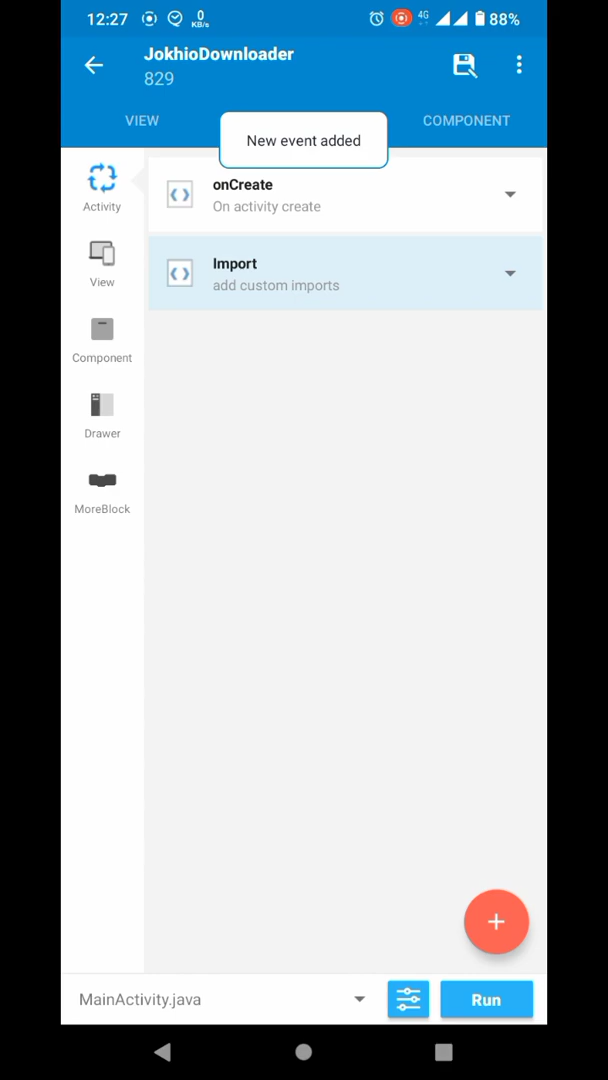 12:27 0 KB/s 4G 88%
JokhioDownloader
829
VIEW COMPONENT
New event added
Activity
onCreate
On activity create
View
Import
add custom imports
Component
Drawer
MoreBlock
+
MainActivity.java Run